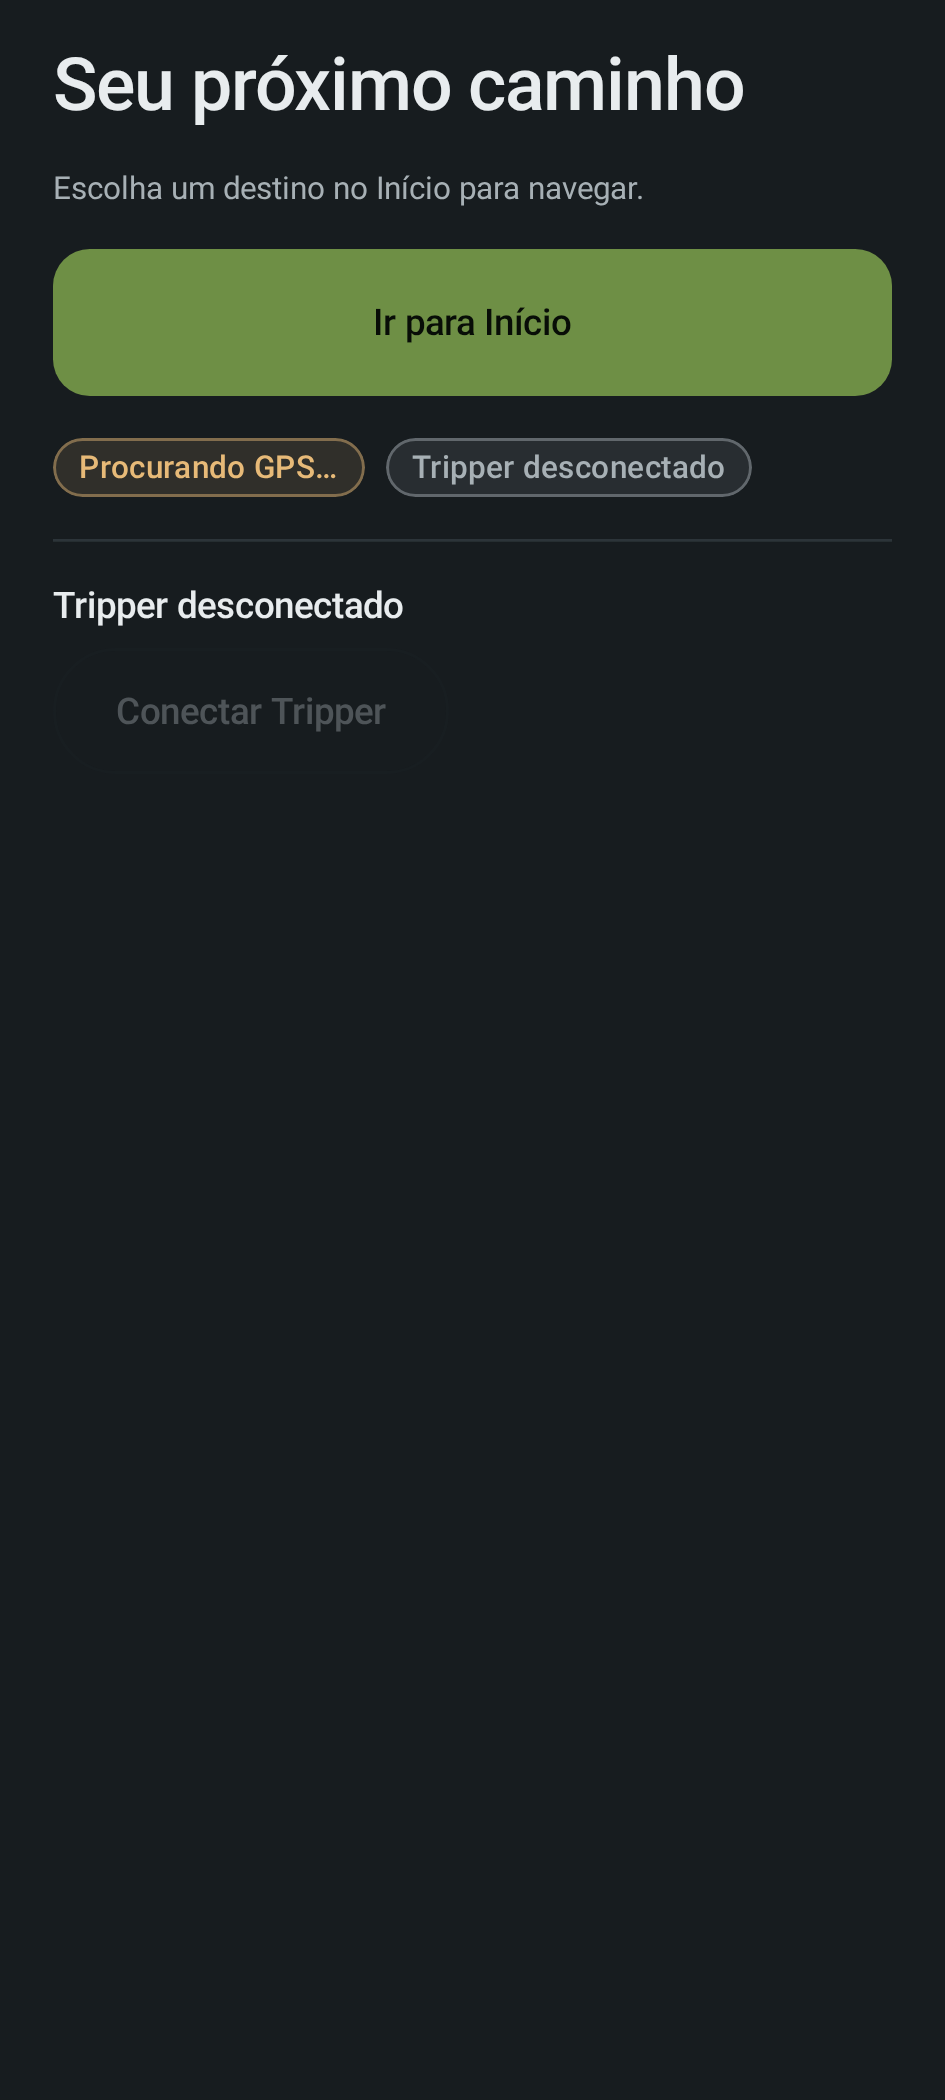 Seu próximo caminho
Escolha um destino no Início para navegar.
Ir para Início
Procurando GPS…
Tripper desconectado
Tripper desconectado
Conectar Tripper